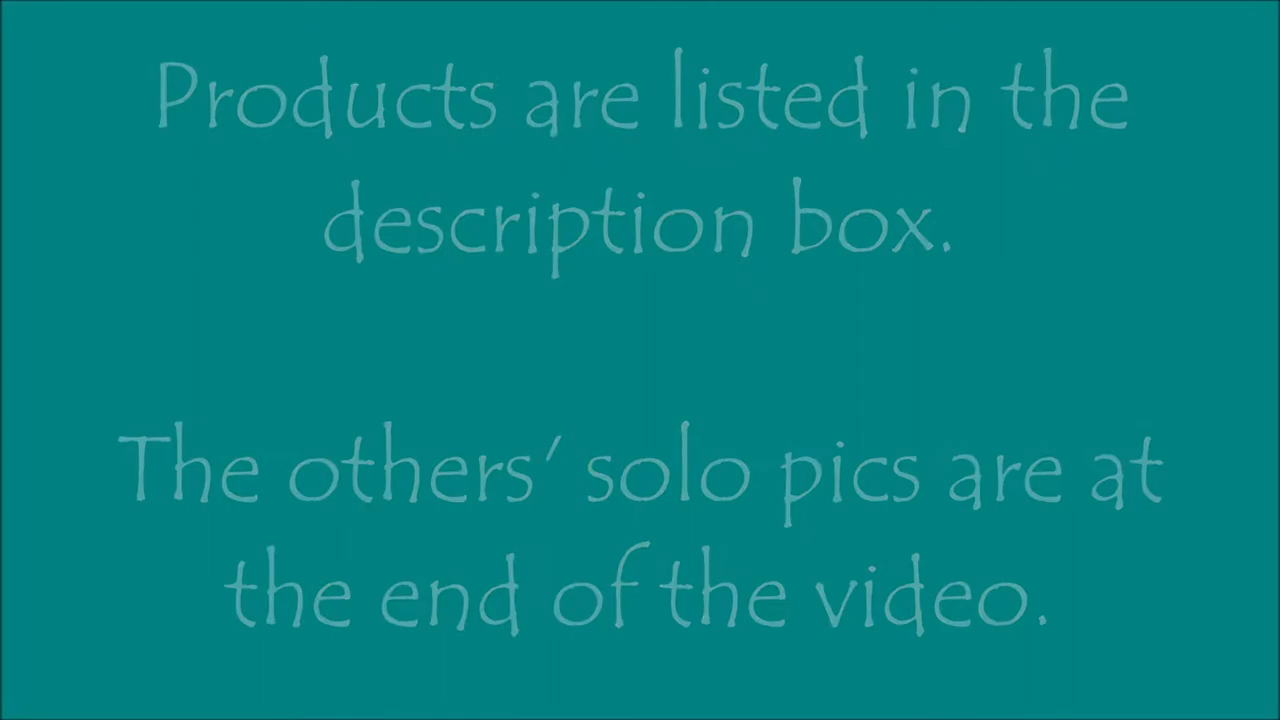 Products are listed in the
description box.
The others' solo pics are at
the end of the video.